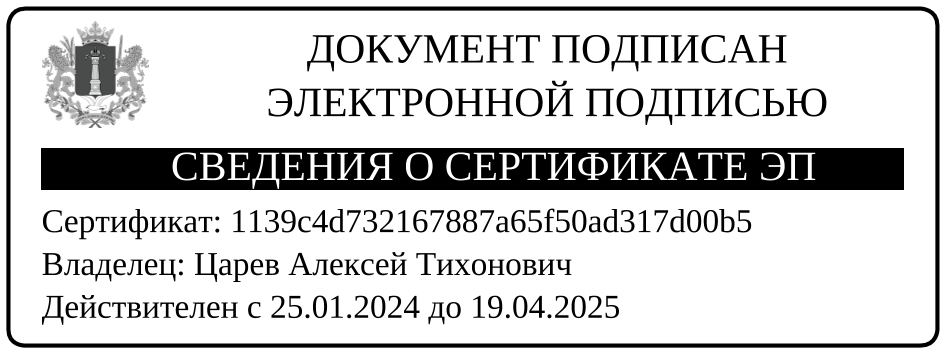 ДОКУМЕНТ ПОДПИСАН
ЭЛЕКТРОННОЙ ПОДПИСЬЮ
СВЕДЕНИЯ О СЕРТИФИКАТЕ ЭП
Сертификат: 1139c4d732167887a65f50ad317d00b5
Владелец: Царев Алексей Тихонович
Действителен с 25.01.2024 до 19.04.2025